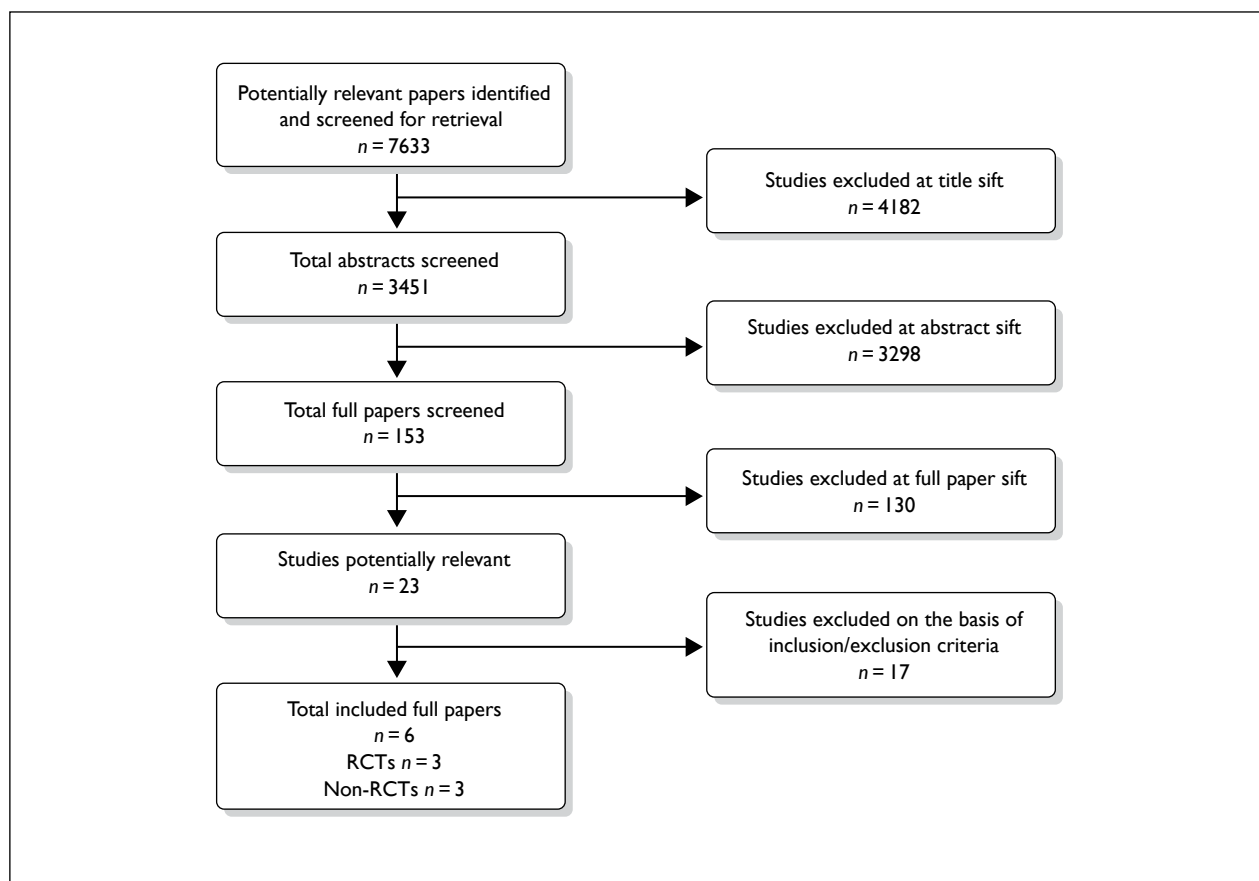 Potentially relevant papers identified
and screened for retrieval
n = 7633
Studies excluded at title sift
n = 4182
Total abstracts screened
n = 3451
Studies excluded at abstract sift
n = 3298
Total full papers screened
n = 153
Studies excluded at full paper sift
n = 130
Studies potentially relevant
n = 23
Studies excluded on the basis of
inclusion/exclusion criteria
n = 17
Total included full papers
n = 6
RCTs n = 3
Non-RCTs n = 3